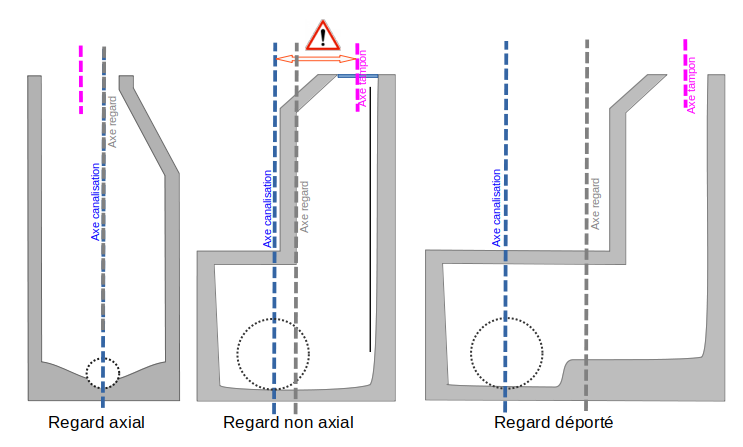 Axe regard
Axe canalisation
Regard axial
!
Axe tampon
Axe canalisation
Axe regard
Regard non axial
Axe tampon
Axe canalisation
Axe regard
Regard déporté